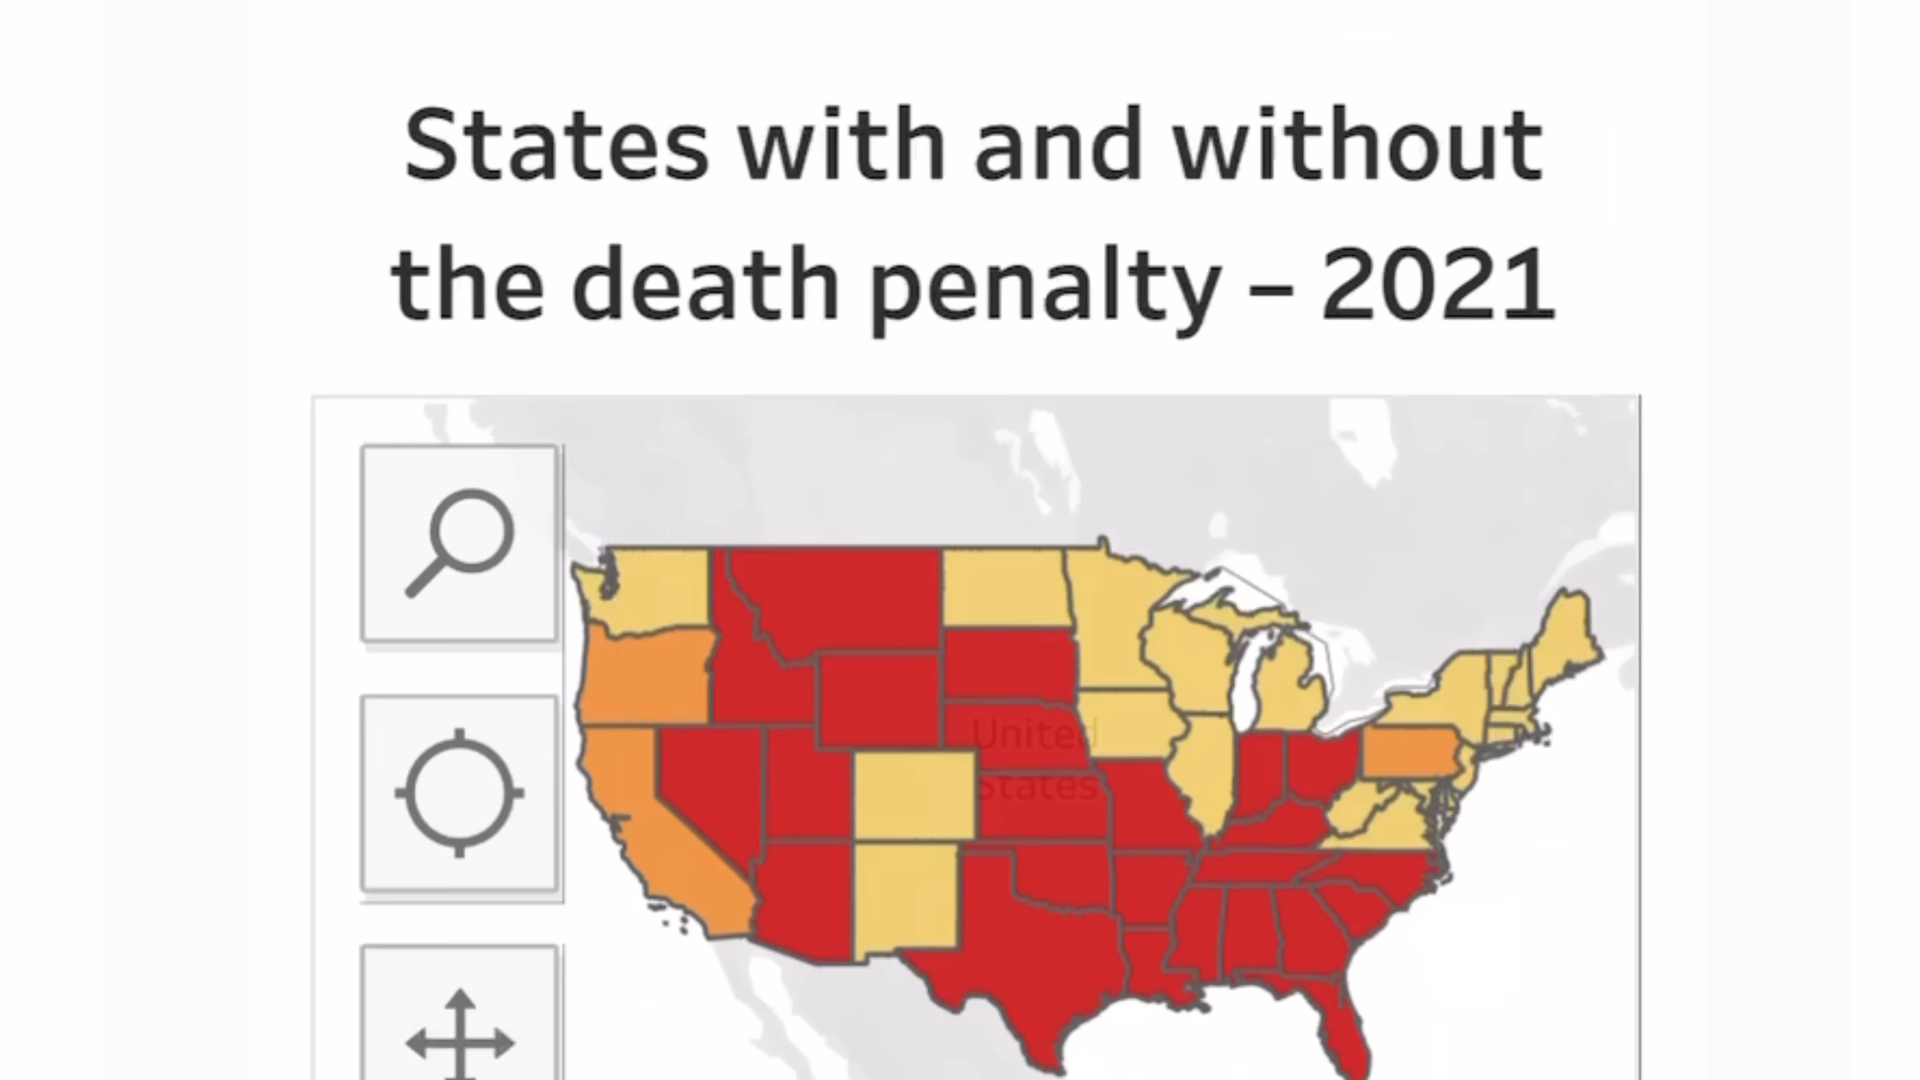 States with and without
the death penalty – 2021
United
States